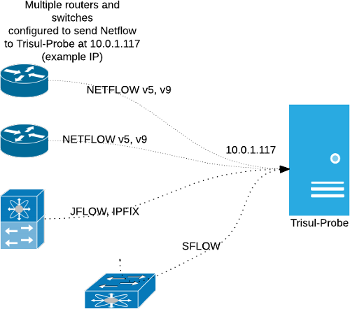 Multiple routers and
switches
configured to send Netflow
to Trisul-Probe at 10.0.1.117
(example IP)
NETFLOW v5, v9
NETFLOW v5, v9
10.0.1.117
JFLOW, IPFIX
SFLOW
Trisul-Probe